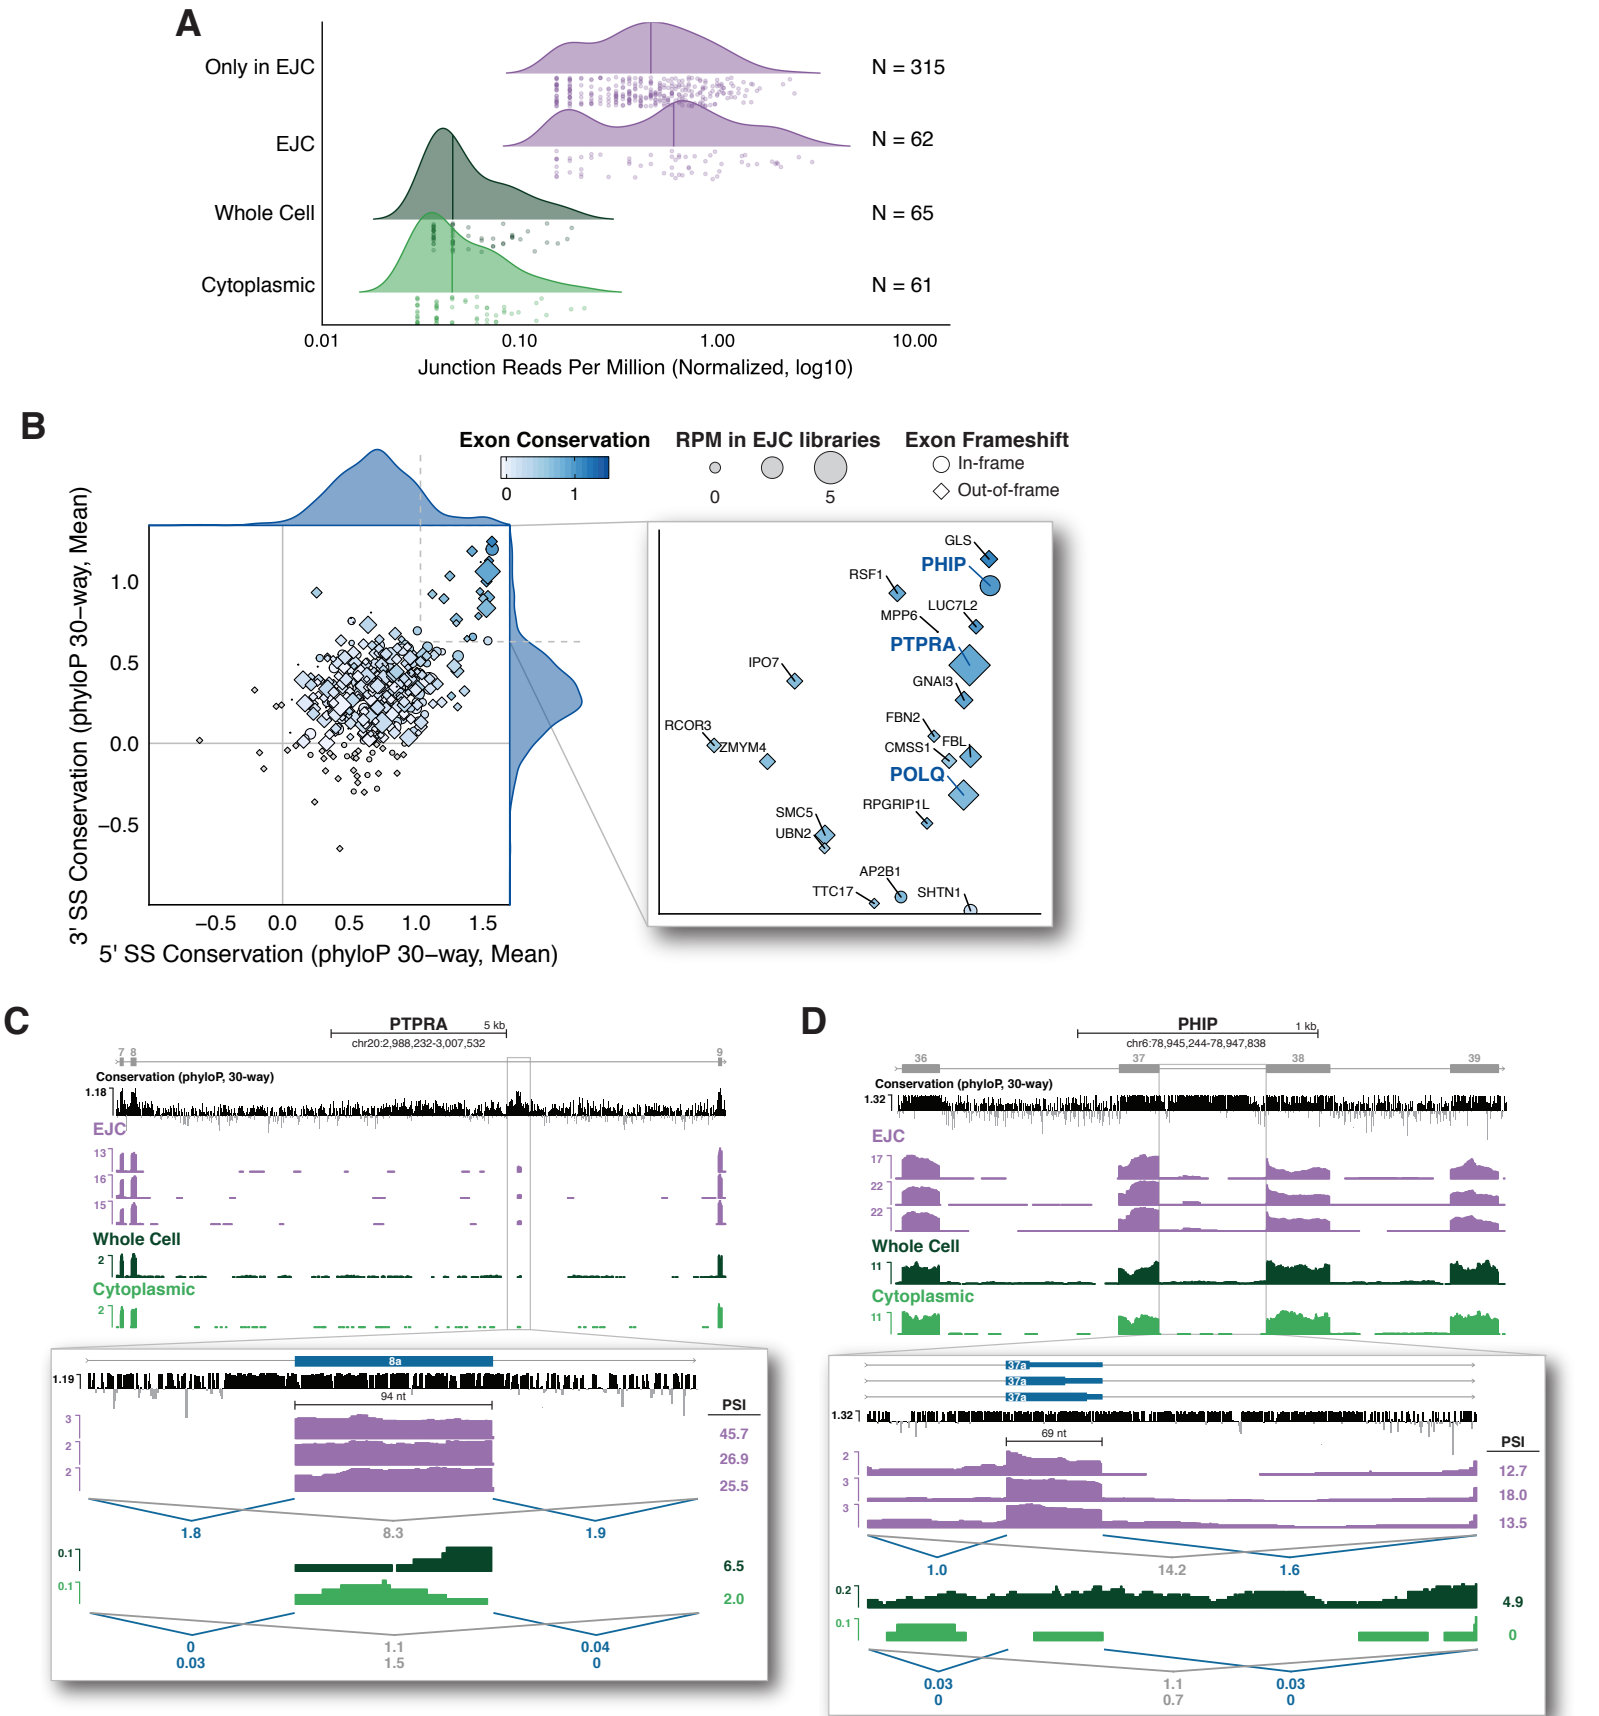 A
Only in EJC
N = 315
EJC
N = 62
Whole Cell
N = 65
Cytoplasmic
N = 61
0.01
0.10
1.00
10.00
Junction Reads Per Million (Normalized, log10)
B
Exon Conservation
0
1
RPM in EJC libraries
0
5
Exon Frameshift
In-frame
Out-of-frame
3' SS Conservation (phyloP 30−way, Mean)
1.0
0.5
0.0
−0.5
−0.5
0.0
0.5
1.0
1.5
5' SS Conservation (phyloP 30−way, Mean)
GLS
PHIP
RSF1
LUC7L2
MPP6
PTPRA
IPO7
GNAI3
FBN2
RCOR3
ZMYM4
CMSS1
FBL
POLQ
RPGRIP1L
SMC5
UBN2
AP2B1
TTC17
SHTN1
C
PTPRA
5 kb
chr20:2,988,232-3,007,532
7 8
9
Conservation (phyloP, 30-way)
1.18
EJC
13
16
15
Whole Cell
2
Cytoplasmic
2
8a
1.19
94 nt
PSI
3
45.7
2
26.9
2
25.5
1.8
8.3
1.9
0.1
6.5
0.1
2.0
0
1.1
0.04
0.03
1.5
0
D
PHIP
1 kb
chr6:78,945,244-78,947,838
36
37
38
39
Conservation (phyloP, 30-way)
1.32
EJC
17
22
22
Whole Cell
11
Cytoplasmic
11
37a
37a
37a
1.32
69 nt
PSI
2
12.7
3
18.0
3
13.5
1.0
14.2
1.6
0.2
4.9
0.1
0
0.03
1.1
0.03
0
0.7
0